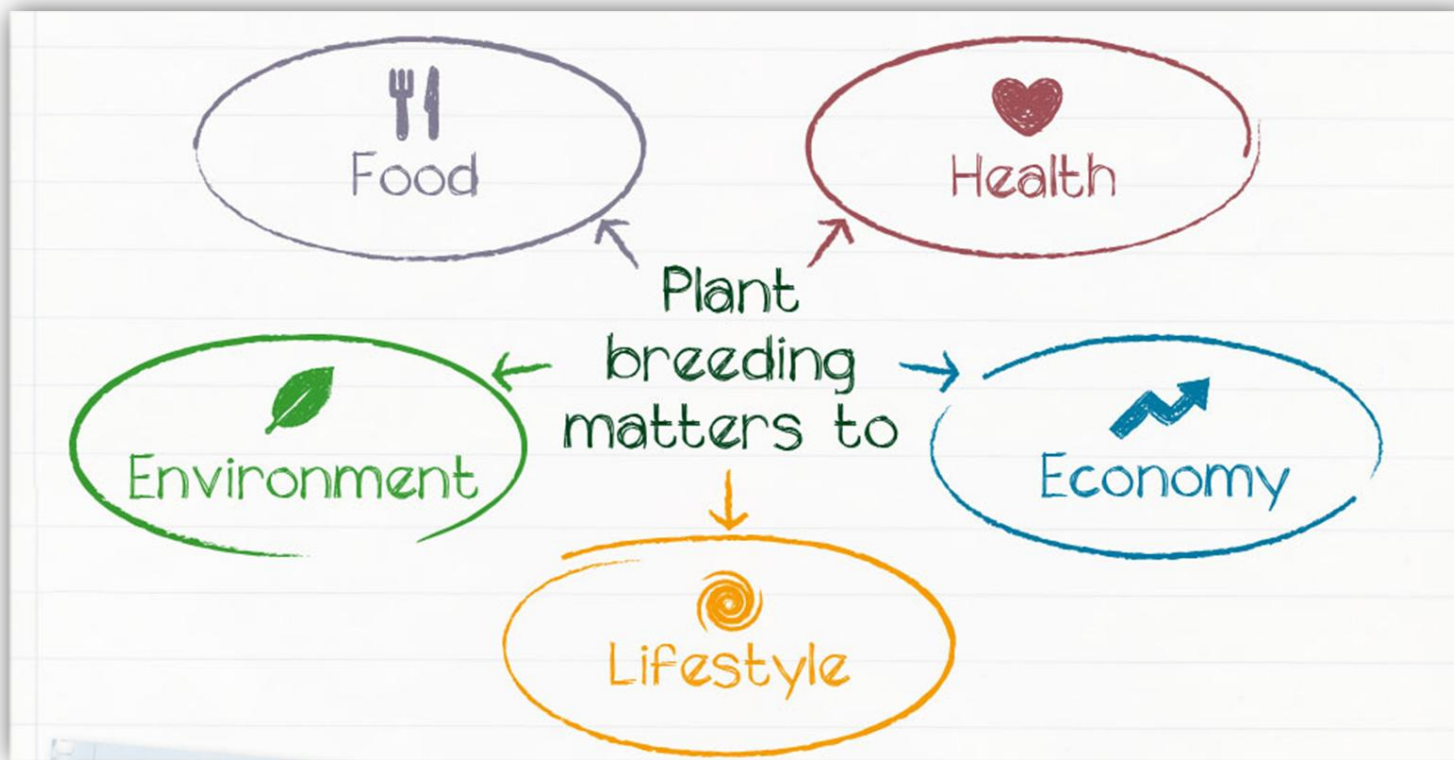 Food
Health
Plant
breeding
matters to
Environment
Economy
Lifestyle